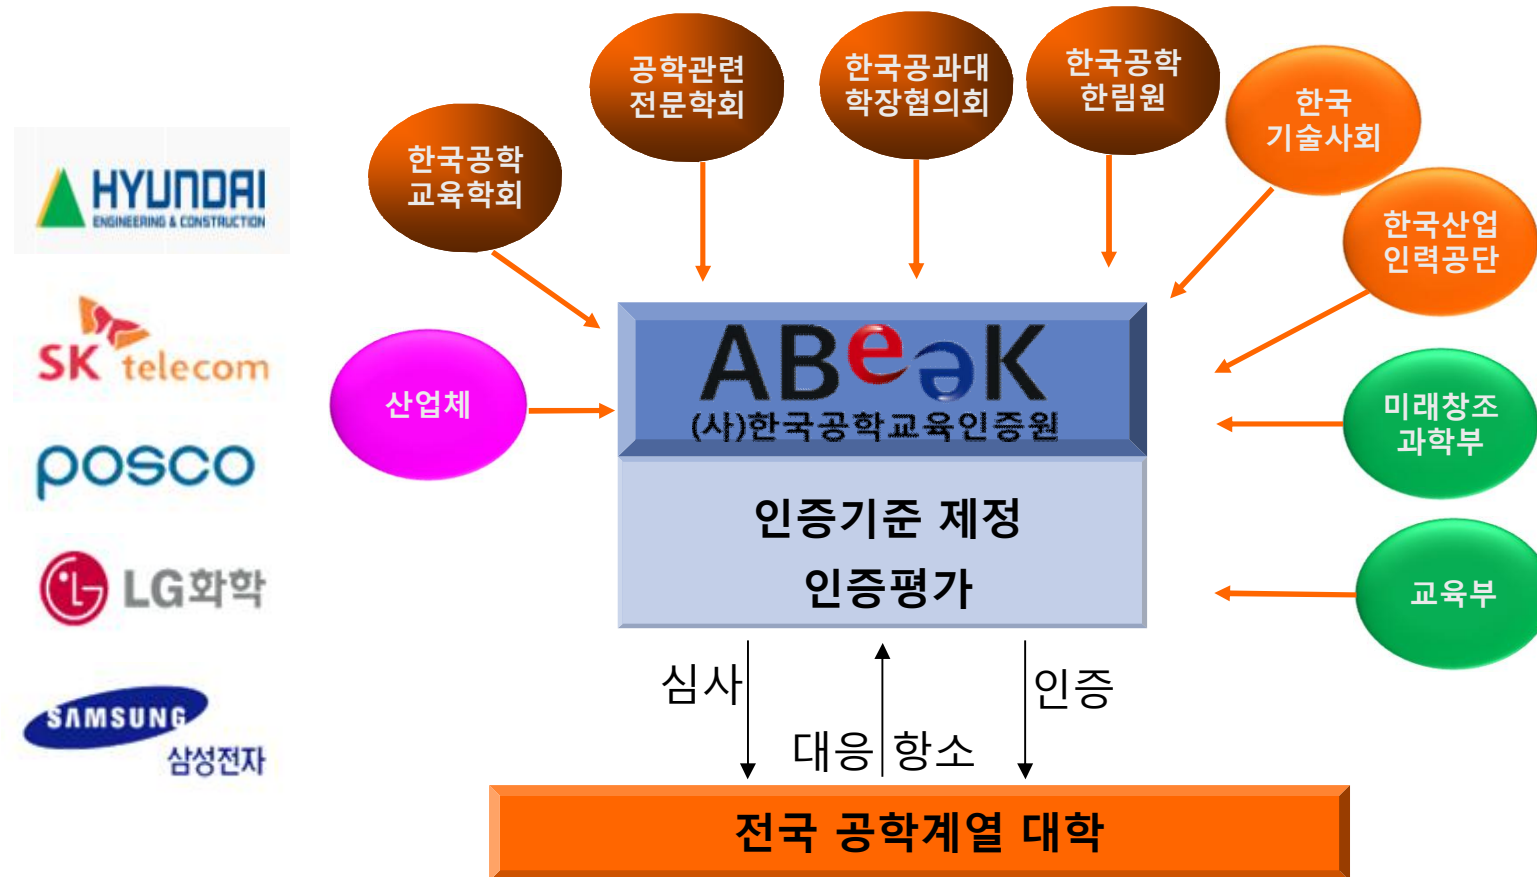 공학관련
전문학회
한국공과대
학장협의회
한국공학
한림원
한국
기술사회
한국공학
교육학회
한국산업
인력공단
HYUNDAI
ENGINEERING & CONSTRUCTION
SK telecom
산업체
ABeeK
(사)한국공학교육인증원
미래창조
과학부
posco
인증기준 제정
인증평가
LG화학
교육부
심사
인증
대응
항소
SAMSUNG
삼성전자
전국 공학계열 대학